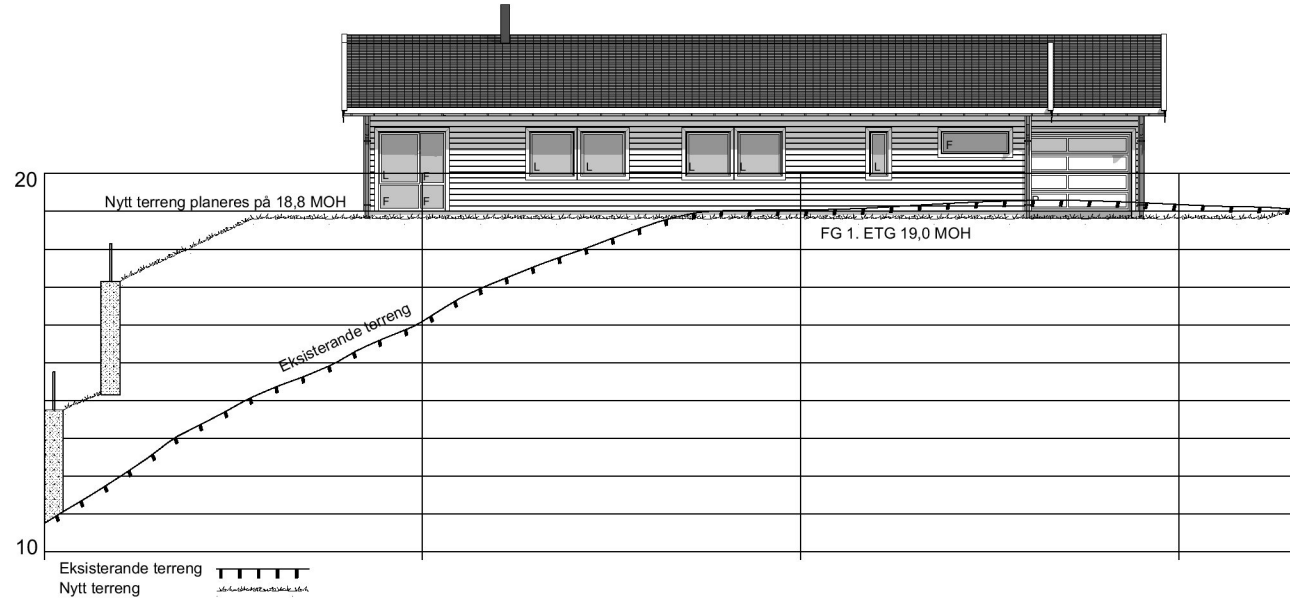 L
F
F
F
L
L
L
L
L
F
P
20
Nytt terreng planeres på 18,8 MOH
FG 1. ETG 19,0 MOH
Eksisterande terreng
10
Eksisterande terreng
Nytt terreng